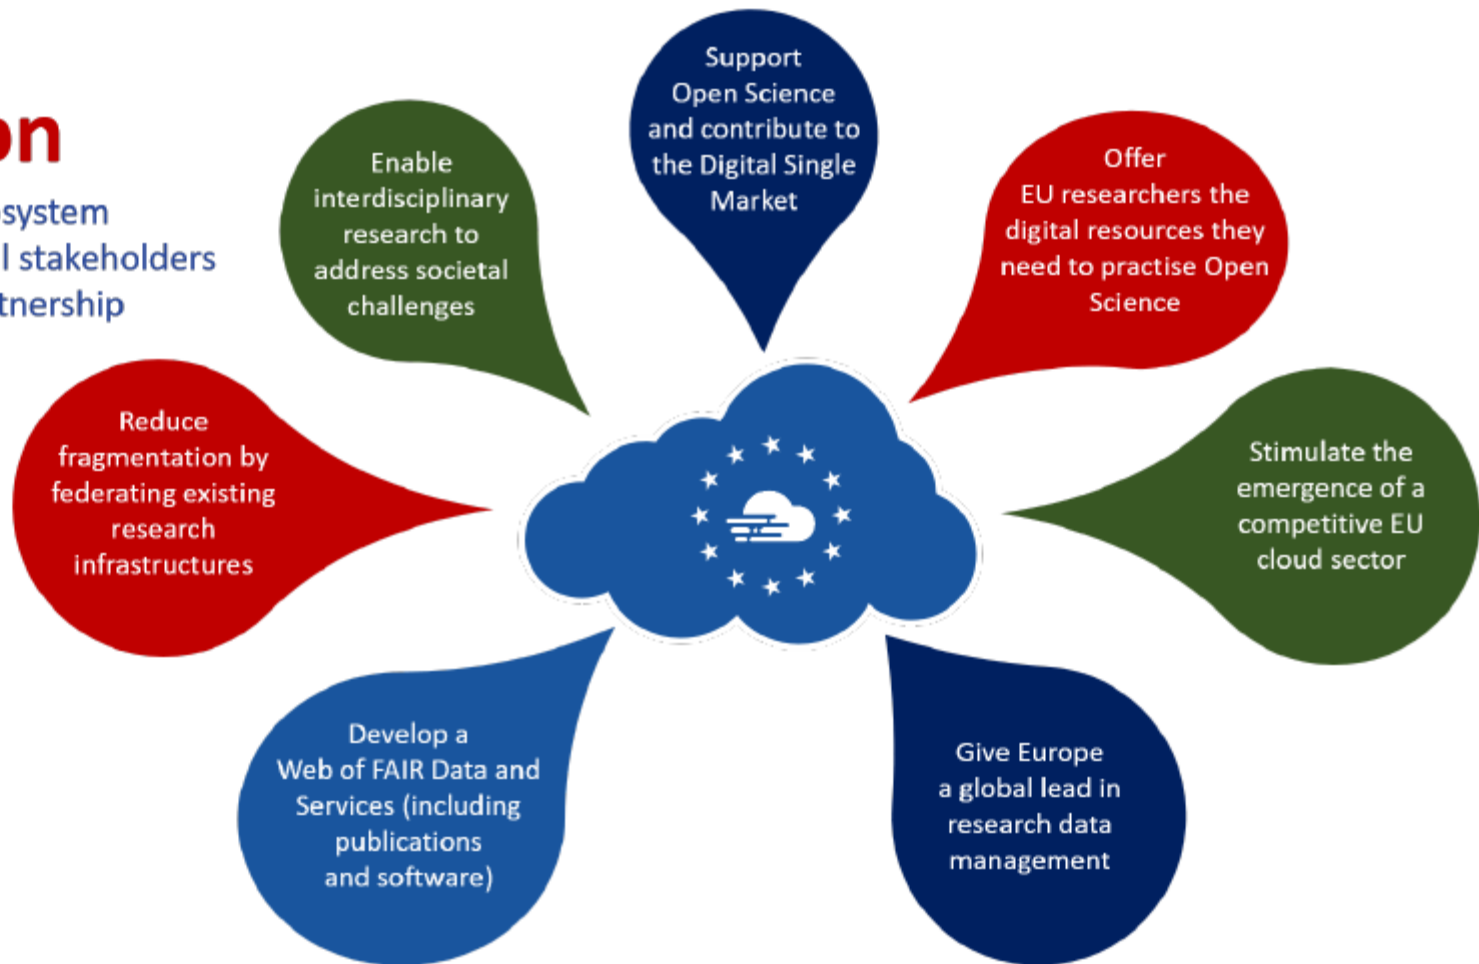 on
system
l stakeholders
tnership
Support
Open Science
and contribute to
the Digital Single
Market
Enable
interdisciplinary
research to
address societal
challenges
Offer
EU researchers the
digital resources they
need to practise Open
Science
Reduce
fragmentation by
federating existing
research
infrastructures
Stimulate the
emergence of a
competitive EU
cloud sector
Develop a
Web of FAIR Data and
Services (including
publications
and software)
Give Europe
a global lead in
research data
management